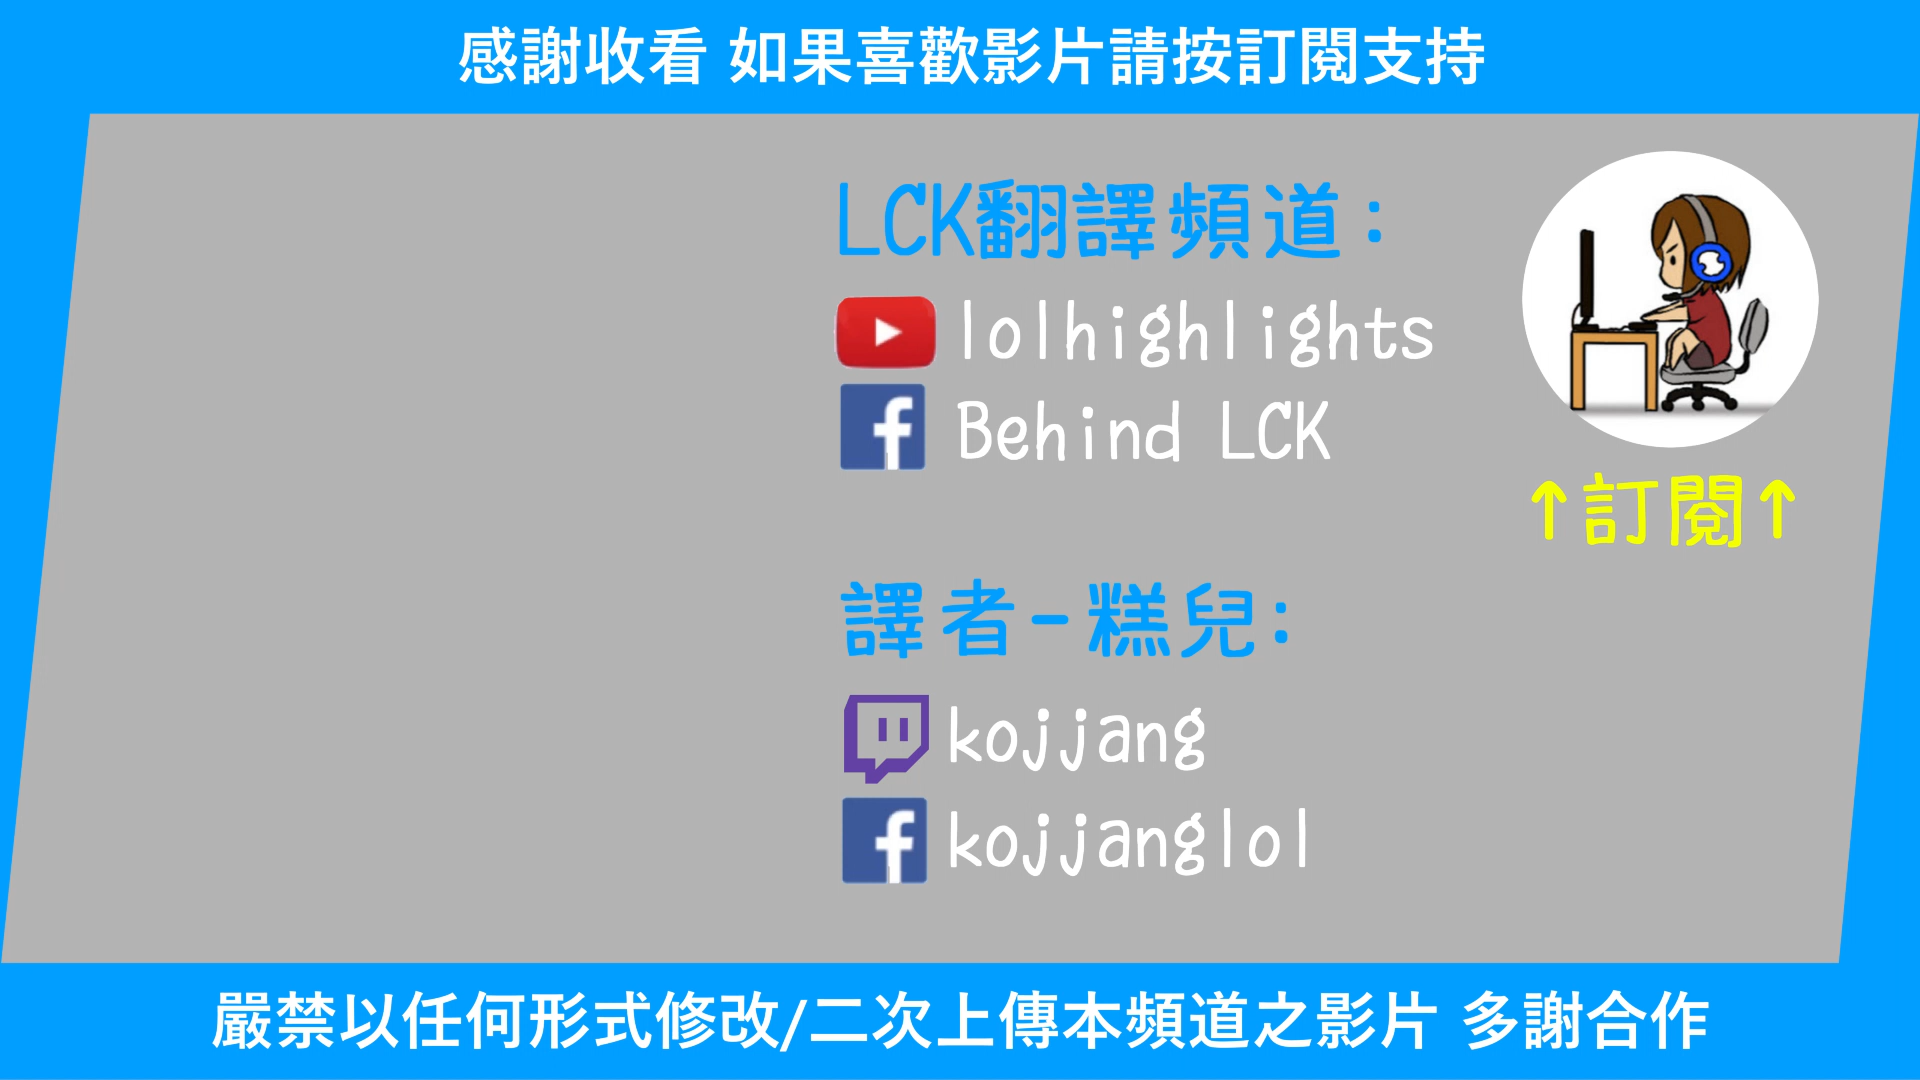 感謝收看 如果喜歡影片請按訂閱支持
LCK翻譯頻道:
lolhighlights
Behind LCK
↑訂閱↑
譯者-糕兒:
kojjang
kojjanglol
嚴禁以任何形式修改/二次上傳本頻道之影片 多謝合作